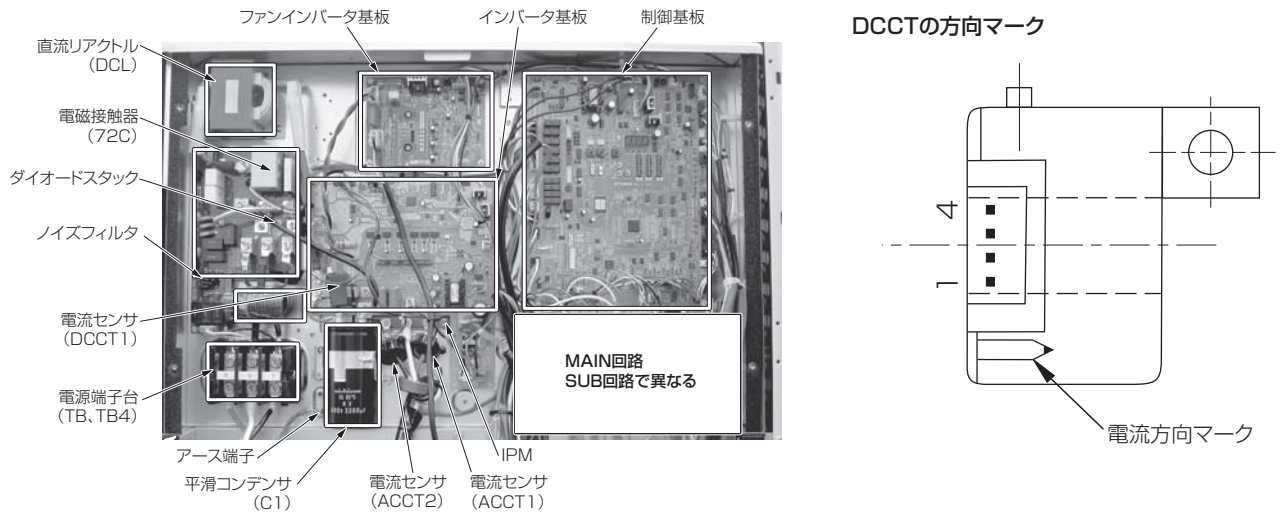 ファンインバータ基板
インバータ基板
制御基板
直流リアクトル
(DCL)
電磁接触器
(72C)
ダイオードスタック
ノイズフィルタ
電流センサ
(DCCT1)
電源端子台
(TB、TB4)
アース端子
平滑コンデンサ
(C1)
電流センサ
(ACCT2)
電流センサ
(ACCT1)
IPM
MAIN回路
SUB回路で異なる
DCCTの方向マーク
4
1
電流方向マーク